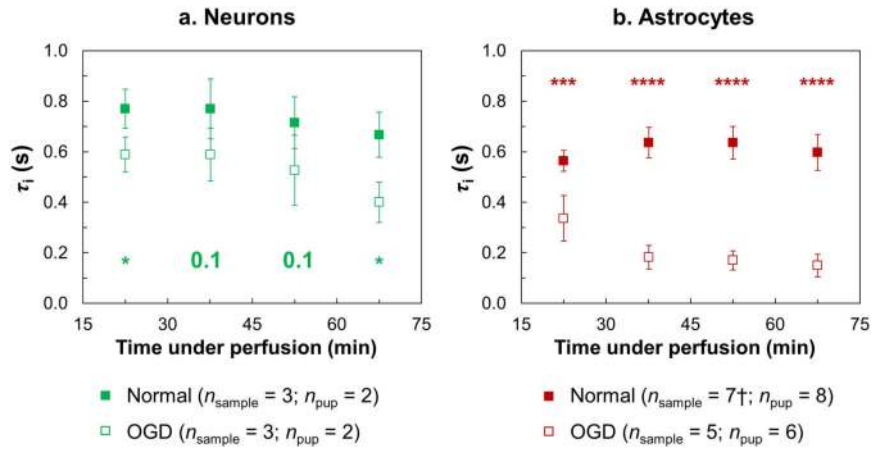 a. Neurons
1.0
0.8
0.6
0.4
0.2
0.0
τi (s)
* 0.1 0.1 *
15 30 45 60 75
Time under perfusion (min)
Normal (nsample = 3; npup = 2)
OGD (nsample = 3; npup = 2)
b. Astrocytes
1.0
0.8
0.6
0.4
0.2
0.0
τi (s)
*** **** **** ****
15 30 45 60 75
Time under perfusion (min)
Normal (nsample = 7†; npup = 8)
OGD (nsample = 5; npup = 6)